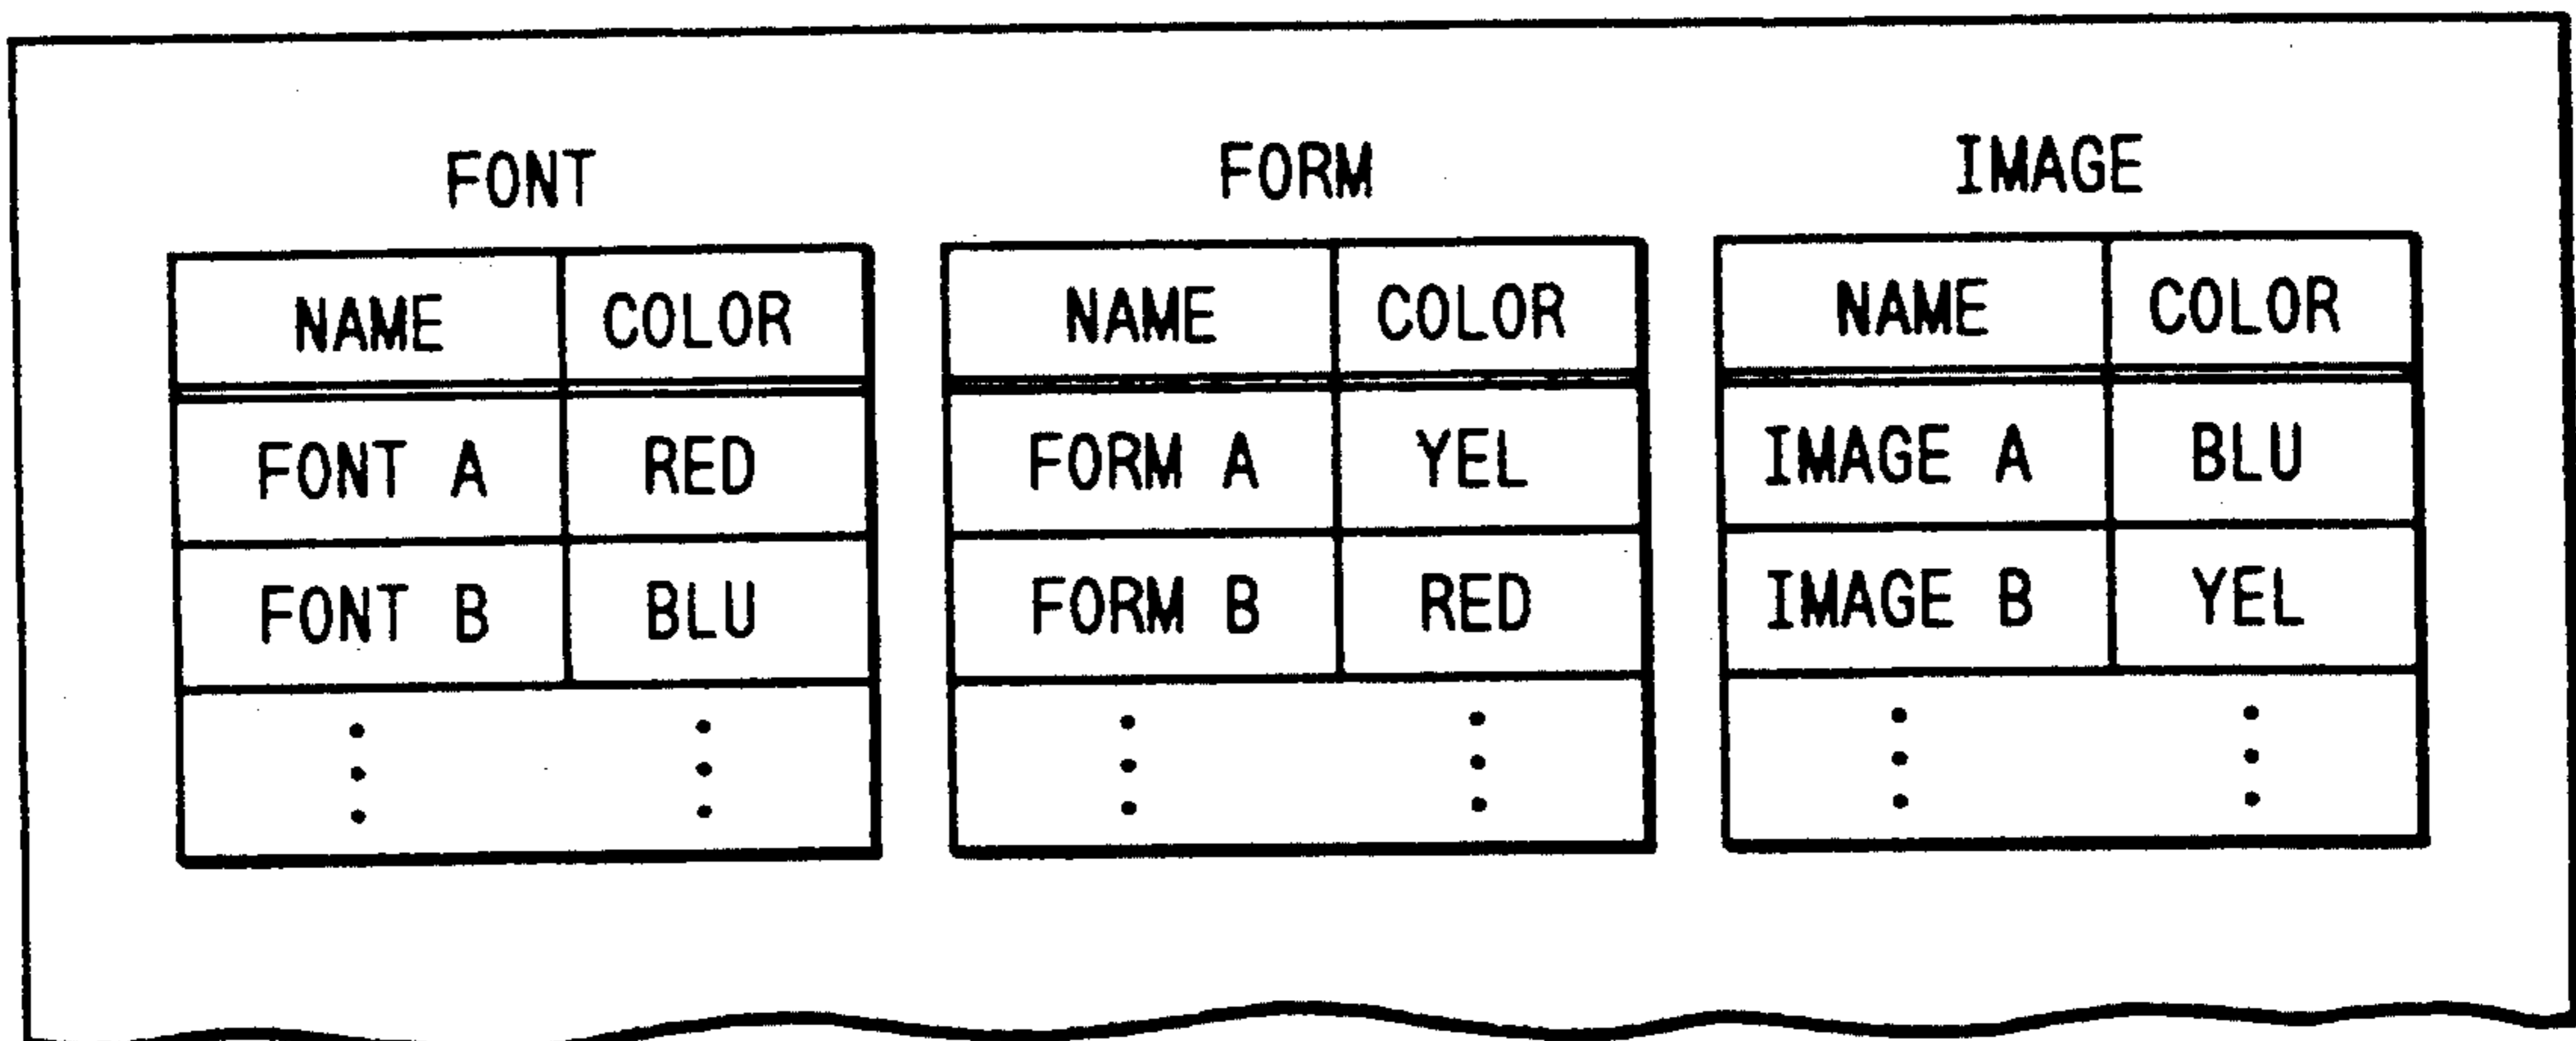 FONT FORM IMAGE
NAME COLOR NAME COLOR NAME COLOR
FONT A RED FORM A YEL IMAGE A BLU
FONT B BLU FORM B RED IMAGE B YEL